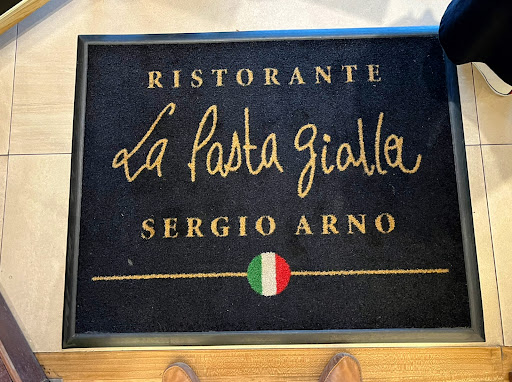 RISTORANTE
La Pasta gialla
SERGIO ARNO